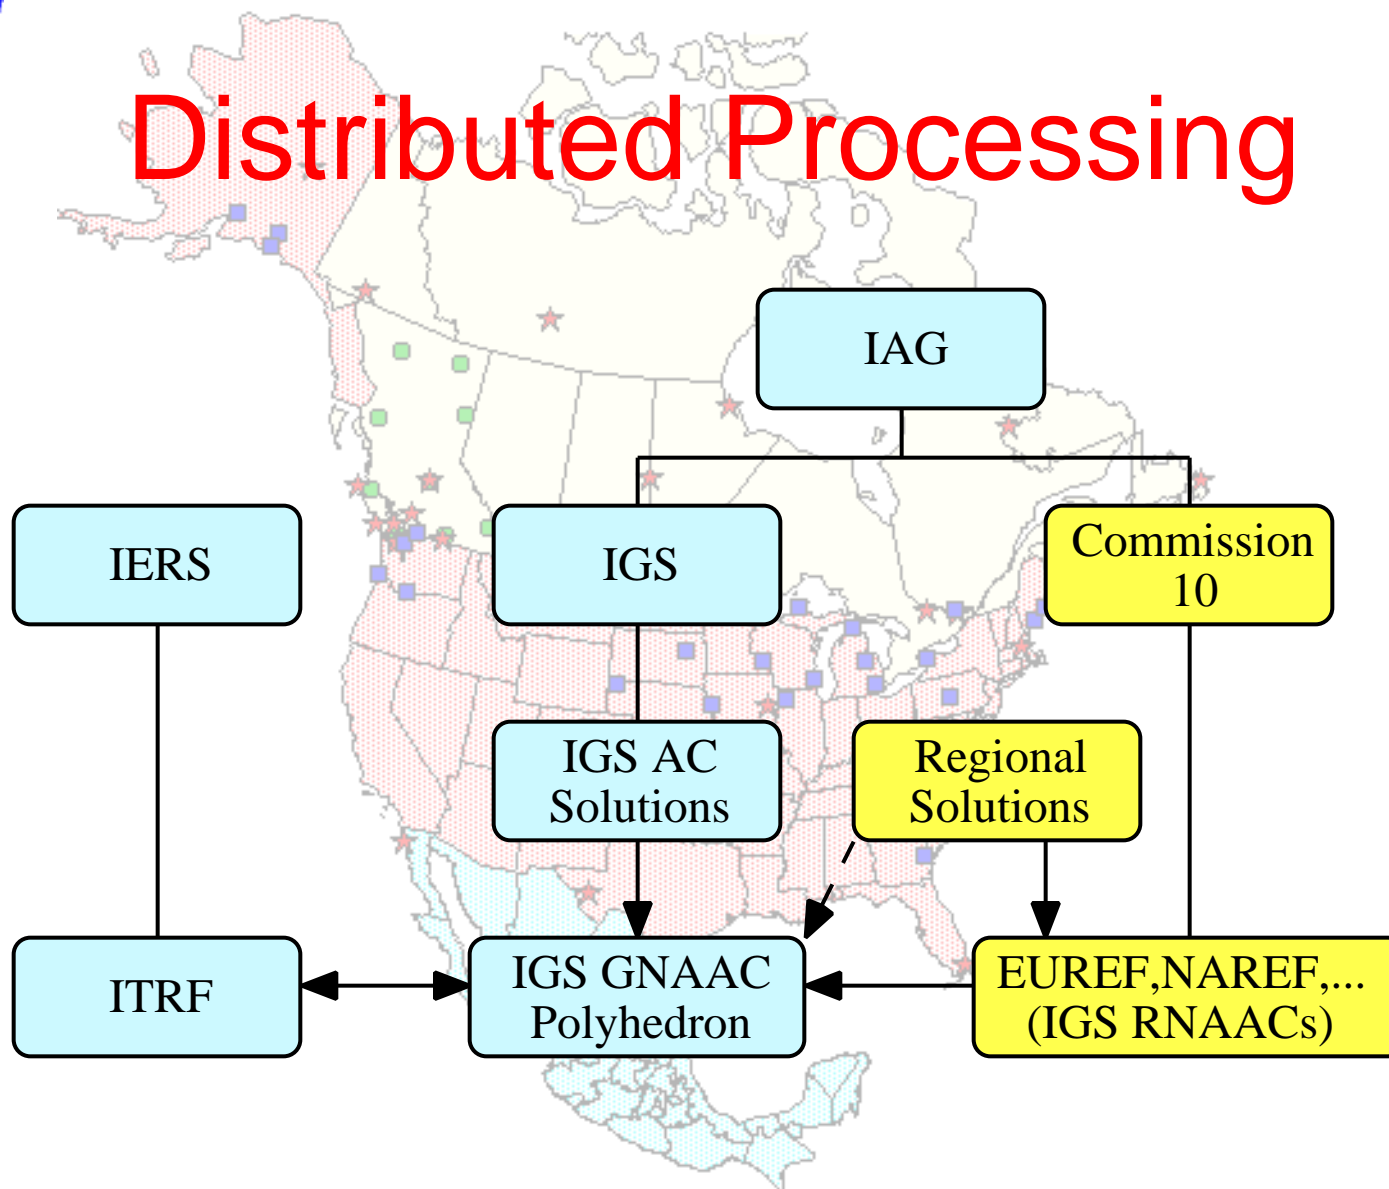 Distributed Processing
IAG
IERS
IGS
Commission
10
IGS AC
Solutions
Regional
Solutions
ITRF
IGS GNAAC
Polyhedron
EUREF,NAREF,...
(IGS RNAACs)